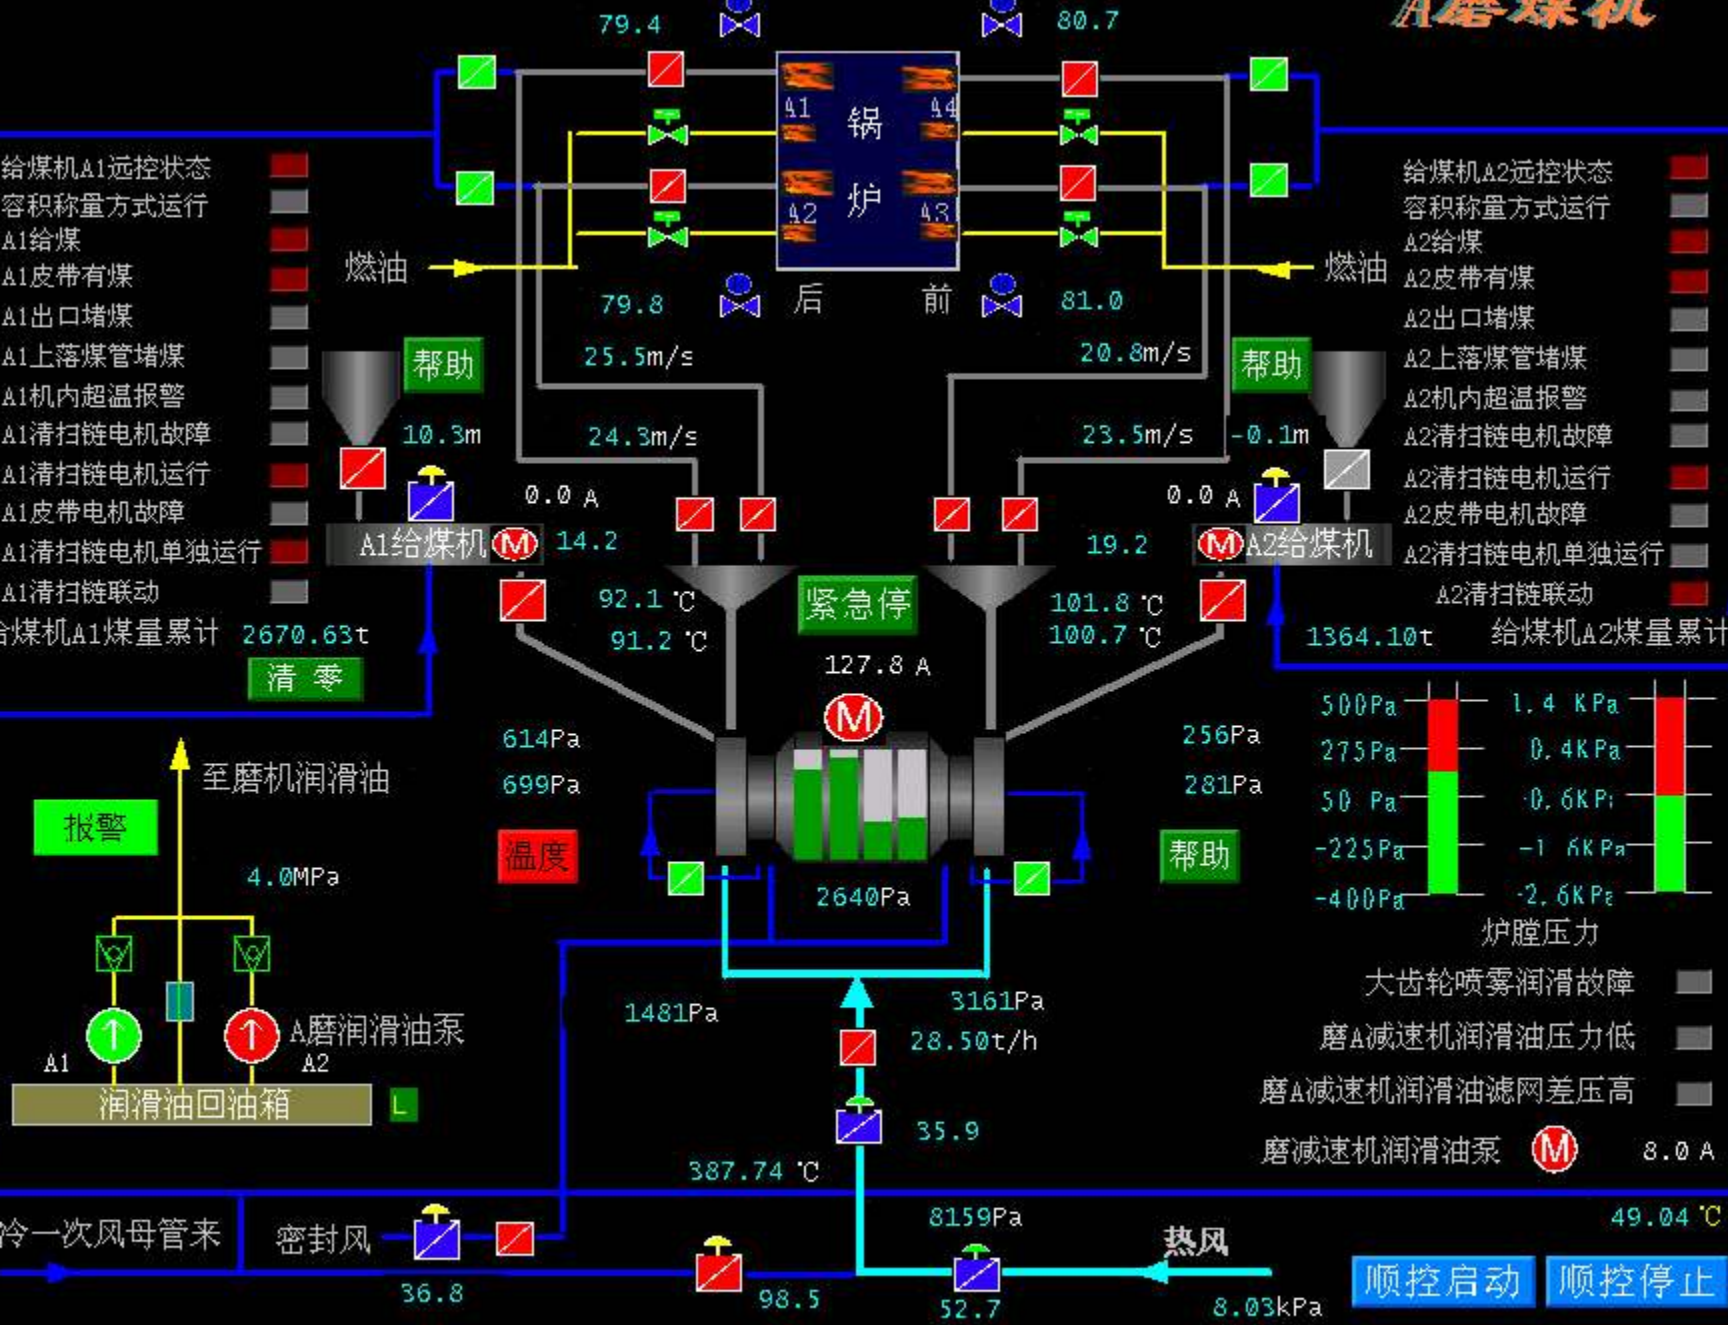 A磨煤机
79.4
80.7
A1
A4
锅
炉
A2
A3
后
前
79.8
81.0
燃油
燃油
25.5m/s
20.8m/s
24.3m/s
23.5m/s
给煤机A1远控状态
容积称量方式运行
A1给煤
A1皮带有煤
A1出口堵煤
A1上落煤管堵煤
A1机内超温报警
A1清扫链电机故障
A1清扫链电机运行
A1皮带电机故障
A1清扫链电机单独运行
A1清扫链联动
给煤机A1煤量累计 2670.63t
清 零
给煤机A2远控状态
容积称量方式运行
A2给煤
A2皮带有煤
A2出口堵煤
A2上落煤管堵煤
A2机内超温报警
A2清扫链电机故障
A2清扫链电机运行
A2皮带电机故障
A2清扫链电机单独运行
A2清扫链联动
1364.10t 给煤机A2煤量累计
帮助
帮助
10.3m
-0.1m
0.0 A
0.0 A
A1给煤机 M 14.2
19.2 M A2给煤机
92.1 ℃
91.2 ℃
紧急停
101.8 ℃
100.7 ℃
127.8 A
M
614Pa
699Pa
256Pa
281Pa
温度
帮助
2640Pa
500Pa
275Pa
50 Pa
-225Pa
-400Pa
1.4 KPa
0.4KPa
-2.6KPa
炉膛压力
至磨机润滑油
报警
4.0MPa
A磨润滑油泵
A1
A2
润滑油回油箱
L
1481Pa
3161Pa
28.50t/h
35.9
387.74 ℃
大齿轮喷雾润滑故障
磨A减速机润滑油压力低
磨A减速机润滑油滤网差压高
磨减速机润滑油泵 M 8.0 A
冷一次风母管来
密封风
36.8
98.5
8159Pa
52.7
热风
8.03kPa
49.04 ℃
顺控启动
顺控停止